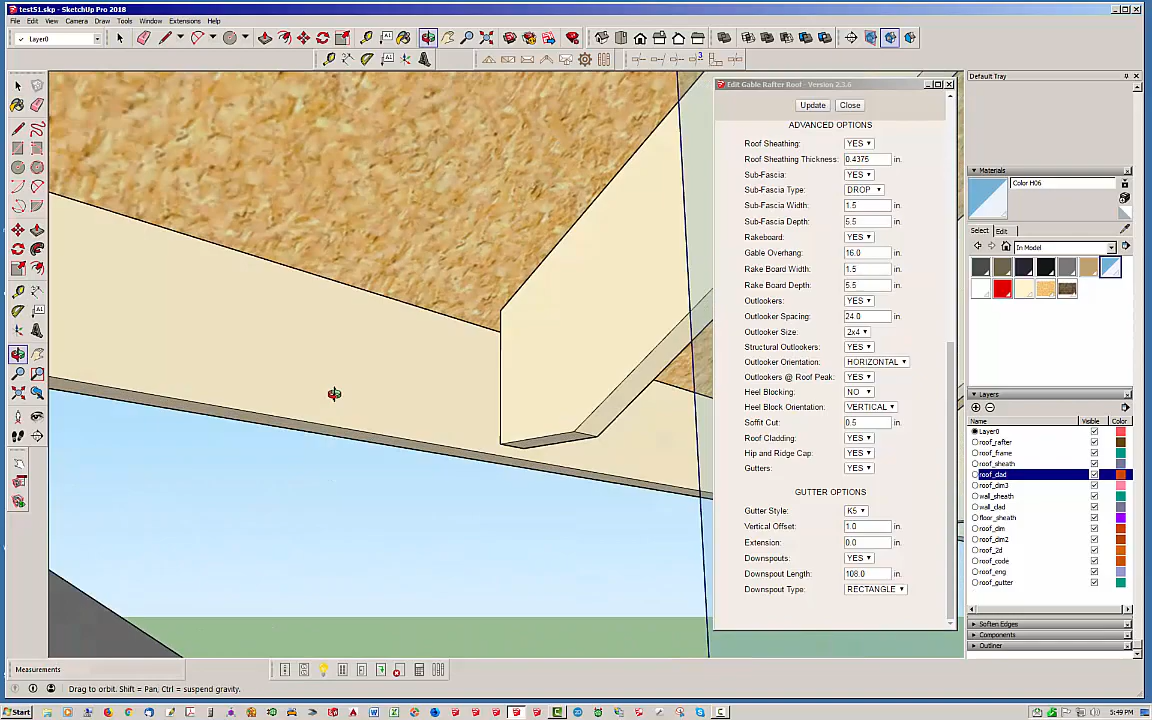 test51.skp - SketchUp Pro 2018
File Edit View Camera Draw Tools Window Extensions Help
Layer0
Default Tray
Edit Gable Rafter Roof - Version 2.3.6
Update Close
ADVANCED OPTIONS
Roof Sheathing: YES
Roof Sheathing Thickness: 0.4375 in.
Sub-Fascia: YES
Sub-Fascia Type: DROP
Sub-Fascia Width: 1.5 in.
Sub-Fascia Depth: 5.5 in.
Rakeboard: YES
Gable Overhang: 16.0 in.
Rake Board Width: 1.5 in.
Rake Board Depth: 5.5 in.
Outlookers: YES
Outlooker Spacing: 24.0 in.
Outlooker Size: 2x4
Structural Outlookers: YES
Outlooker Orientation: HORIZONTAL
Outlookers @ Roof Peak: YES
Heel Blocking: NO
Heel Block Orientation: VERTICAL
Soffit Cut: 0.5 in.
Roof Cladding: YES
Hip and Ridge Cap: YES
Gutters: YES
GUTTER OPTIONS
Gutter Style: K5
Vertical Offset: 1.0 in.
Extension: 0.0 in.
Downspouts: YES
Downspout Length: 108.0 in.
Downspout Type: RECTANGLE
Materials
Color H06
Select Edit
In Model
Layers
Name Visible Color
Layer0
roof_rafter
roof_frame
roof_sheath
roof_clad
roof_dim3
wall_sheath
wall_clad
floor_sheath
roof_dim
roof_dim2
roof_2d
roof_code
roof_eng
roof_gutter
Soften Edges
Components
Outliner
Measurements
Drag to orbit. Shift = Pan, Ctrl = suspend gravity.
Start
5:49 PM